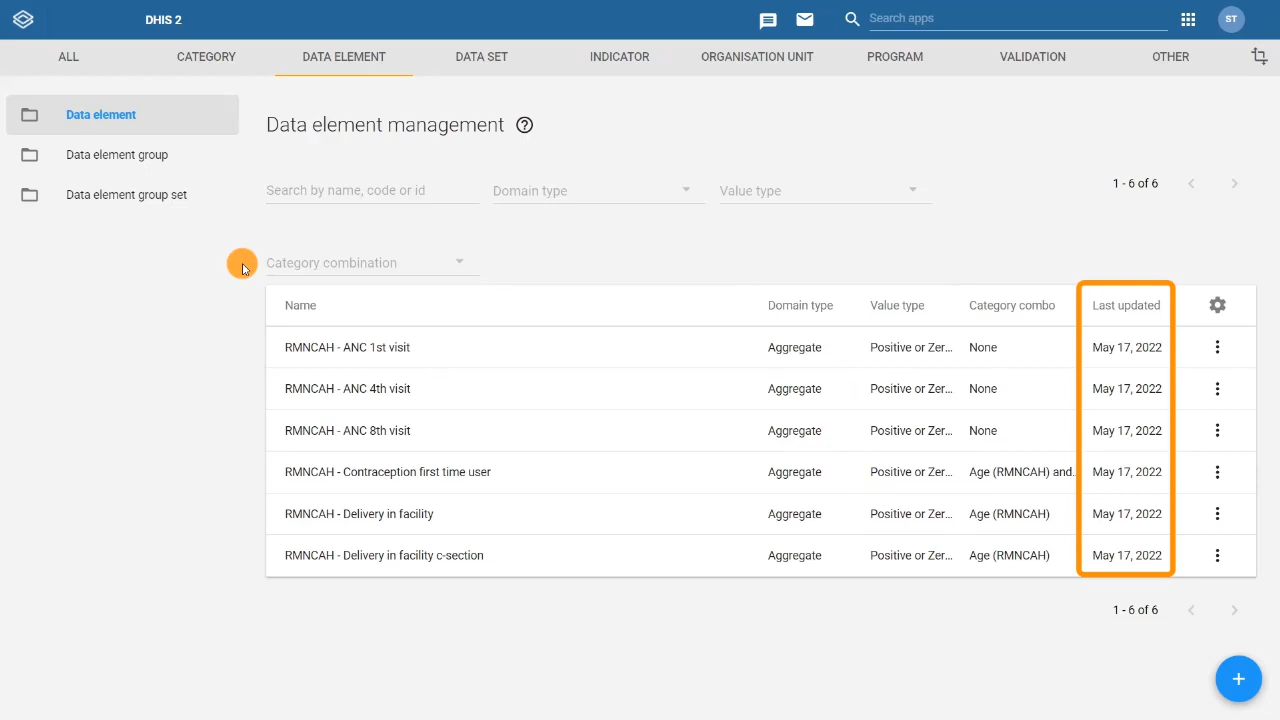 DHIS 2
Search apps
ST
ALL CATEGORY DATA ELEMENT DATA SET INDICATOR ORGANISATION UNIT PROGRAM VALIDATION OTHER
Data element
Data element group
Data element group set
Data element management
Search by name, code or id Domain type Value type 1 - 6 of 6
Category combination
Name Domain type Value type Category combo Last updated
RMNCAH - ANC 1st visit Aggregate Positive or Zer... None May 17, 2022
RMNCAH - ANC 4th visit Aggregate Positive or Zer... None May 17, 2022
RMNCAH - ANC 8th visit Aggregate Positive or Zer... None May 17, 2022
RMNCAH - Contraception first time user Aggregate Positive or Zer... Age (RMNCAH) and... May 17, 2022
RMNCAH - Delivery in facility Aggregate Positive or Zer... Age (RMNCAH) May 17, 2022
RMNCAH - Delivery in facility c-section Aggregate Positive or Zer... Age (RMNCAH) May 17, 2022
1 - 6 of 6